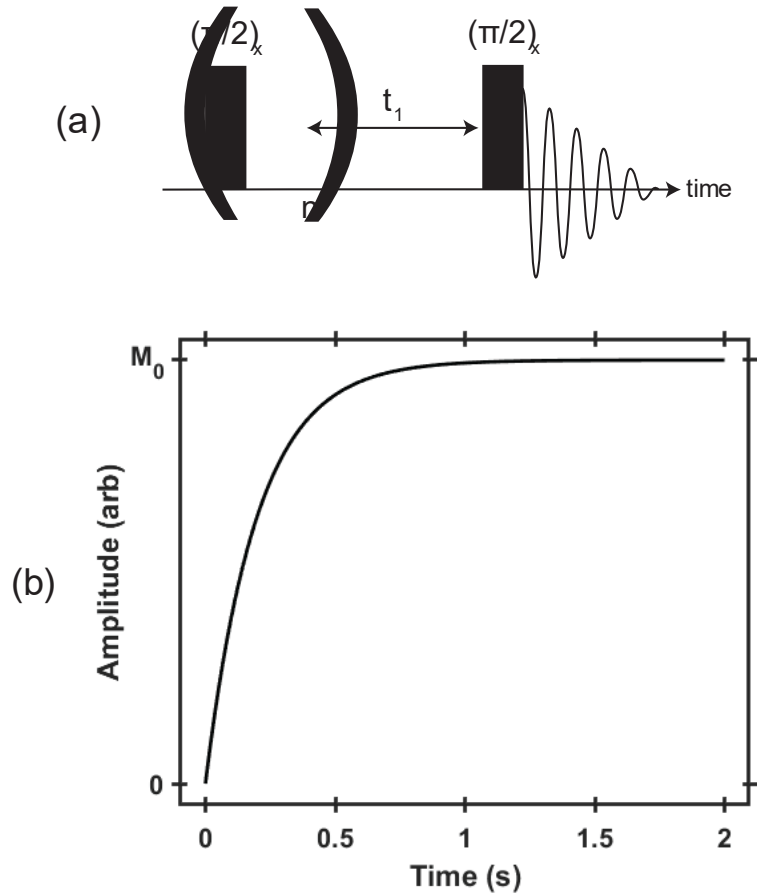 (π/2)x
(π/2)x
(a)
t1
time
n
M0
Amplitude (arb)
(b)
0
0
0.5
1
1.5
2
Time (s)